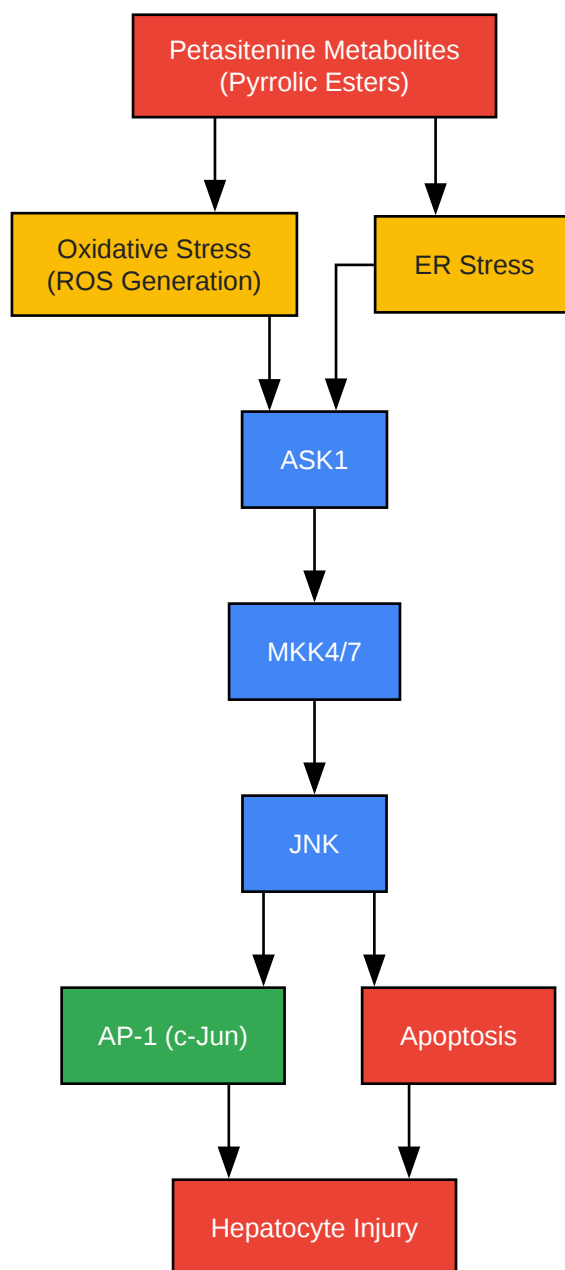 Petasitenine Metabolites
(Pyrrolic Esters)
Oxidative Stress
(ROS Generation)
ER Stress
ASK1
MKK4/7
JNK
AP-1 (c-Jun)
Apoptosis
Hepatocyte Injury